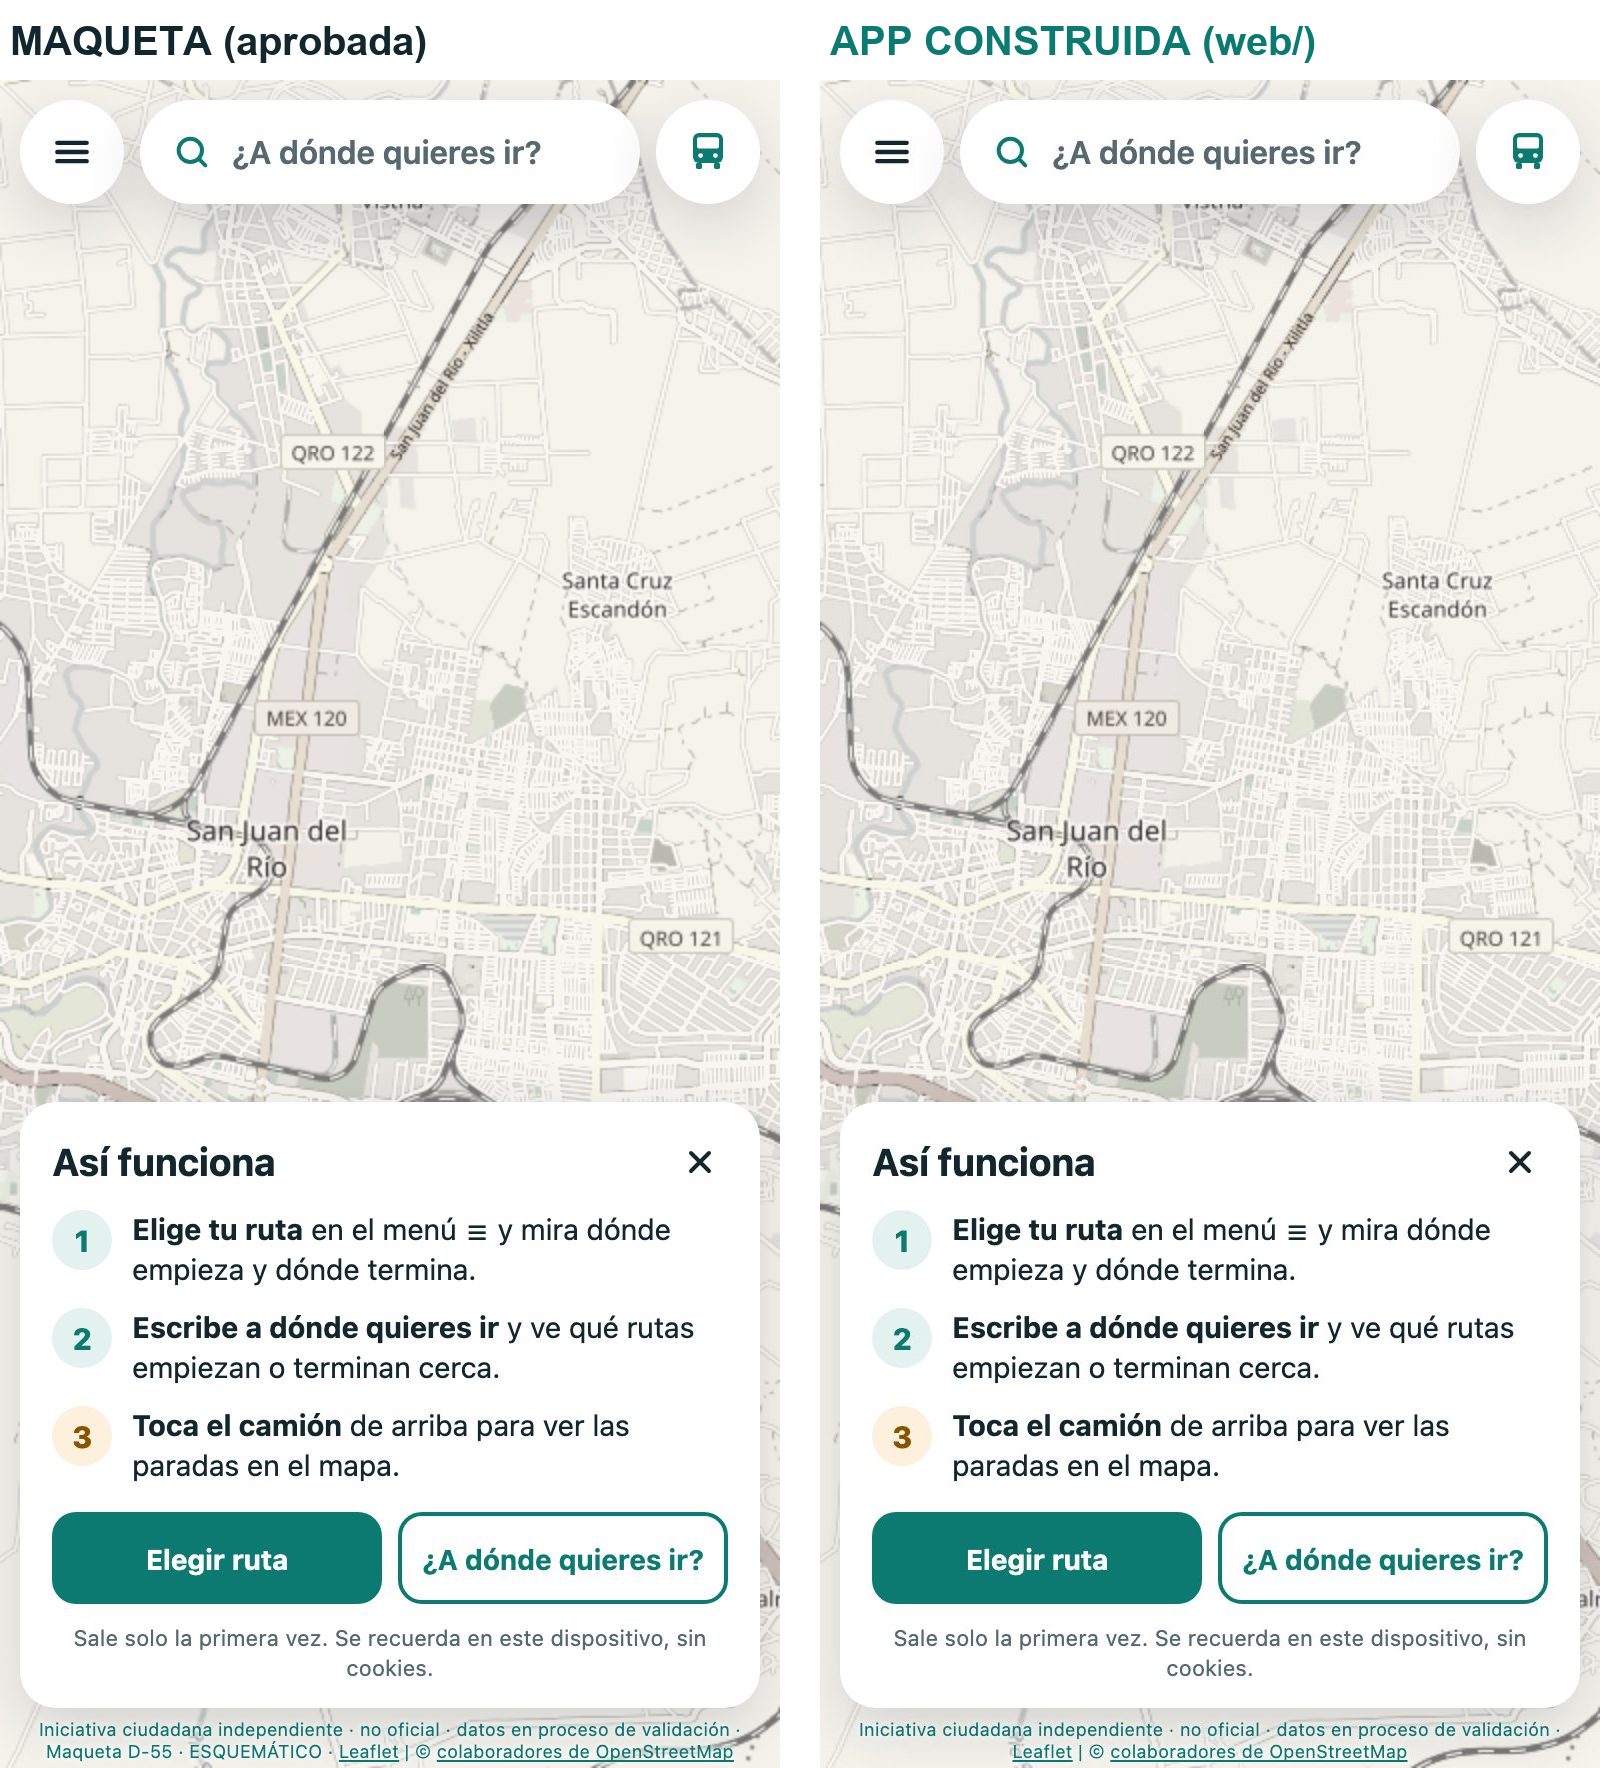 MAQUETA (aprobada)
¿A dónde quieres ir?
San Juan del Río - Xilitla
QRO 122
Santa Cruz
Escandón
MEX 120
San Juan del
Río
QRO 121
Así funciona
1 Elige tu ruta en el menú ≡ y mira dónde
empieza y dónde termina.
2 Escribe a dónde quieres ir y ve qué rutas
empiezan o terminan cerca.
3 Toca el camión de arriba para ver las
paradas en el mapa.
Elegir ruta
¿A dónde quieres ir?
Sale solo la primera vez. Se recuerda en este dispositivo, sin
cookies.
Iniciativa ciudadana independiente · no oficial · datos en proceso de validación ·
Maqueta D-55 · ESQUEMÁTICO · Leaflet | © colaboradores de OpenStreetMap
APP CONSTRUIDA (web/)
¿A dónde quieres ir?
San Juan del Río - Xilitla
QRO 122
Santa Cruz
Escandón
MEX 120
San Juan del
Río
QRO 121
Así funciona
1 Elige tu ruta en el menú ≡ y mira dónde
empieza y dónde termina.
2 Escribe a dónde quieres ir y ve qué rutas
empiezan o terminan cerca.
3 Toca el camión de arriba para ver las
paradas en el mapa.
Elegir ruta
¿A dónde quieres ir?
Sale solo la primera vez. Se recuerda en este dispositivo, sin
cookies.
Iniciativa ciudadana independiente · no oficial · datos en proceso de validación ·
Leaflet | © colaboradores de OpenStreetMap